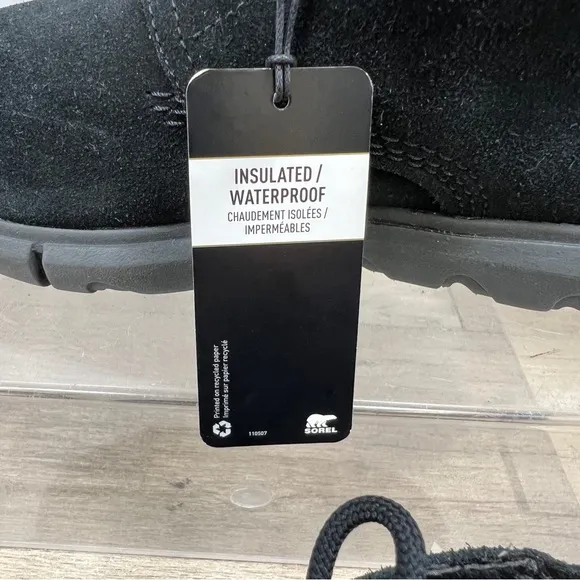 INSULATED /
WATERPROOF
CHAUDEMENT ISOLÉES /
IMPERMÉABLES
Printed on recycled paper
Imprimé sur papier recyclé
110507
SOREL